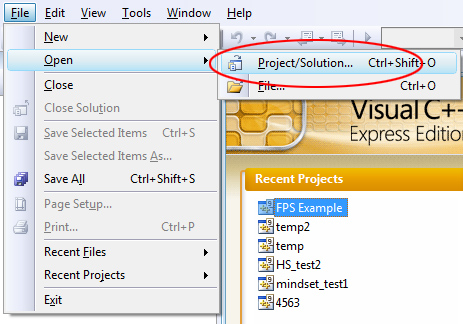 File View Tools Window Help
New
Open
Close
Close Solution
Save Selected Items Ctrl+S
Save Selected Items As...
Save All Ctrl+Shift+S
Page Setup...
Print... Ctrl+P
Recent Files
Recent Projects
Exit
Project/Solution... Ctrl+Shift+O
File... Ctrl+O
Visual C++
Express Edition
Recent Projects
FPS Example
temp2
temp
HS_test2
mindset_test1
4563